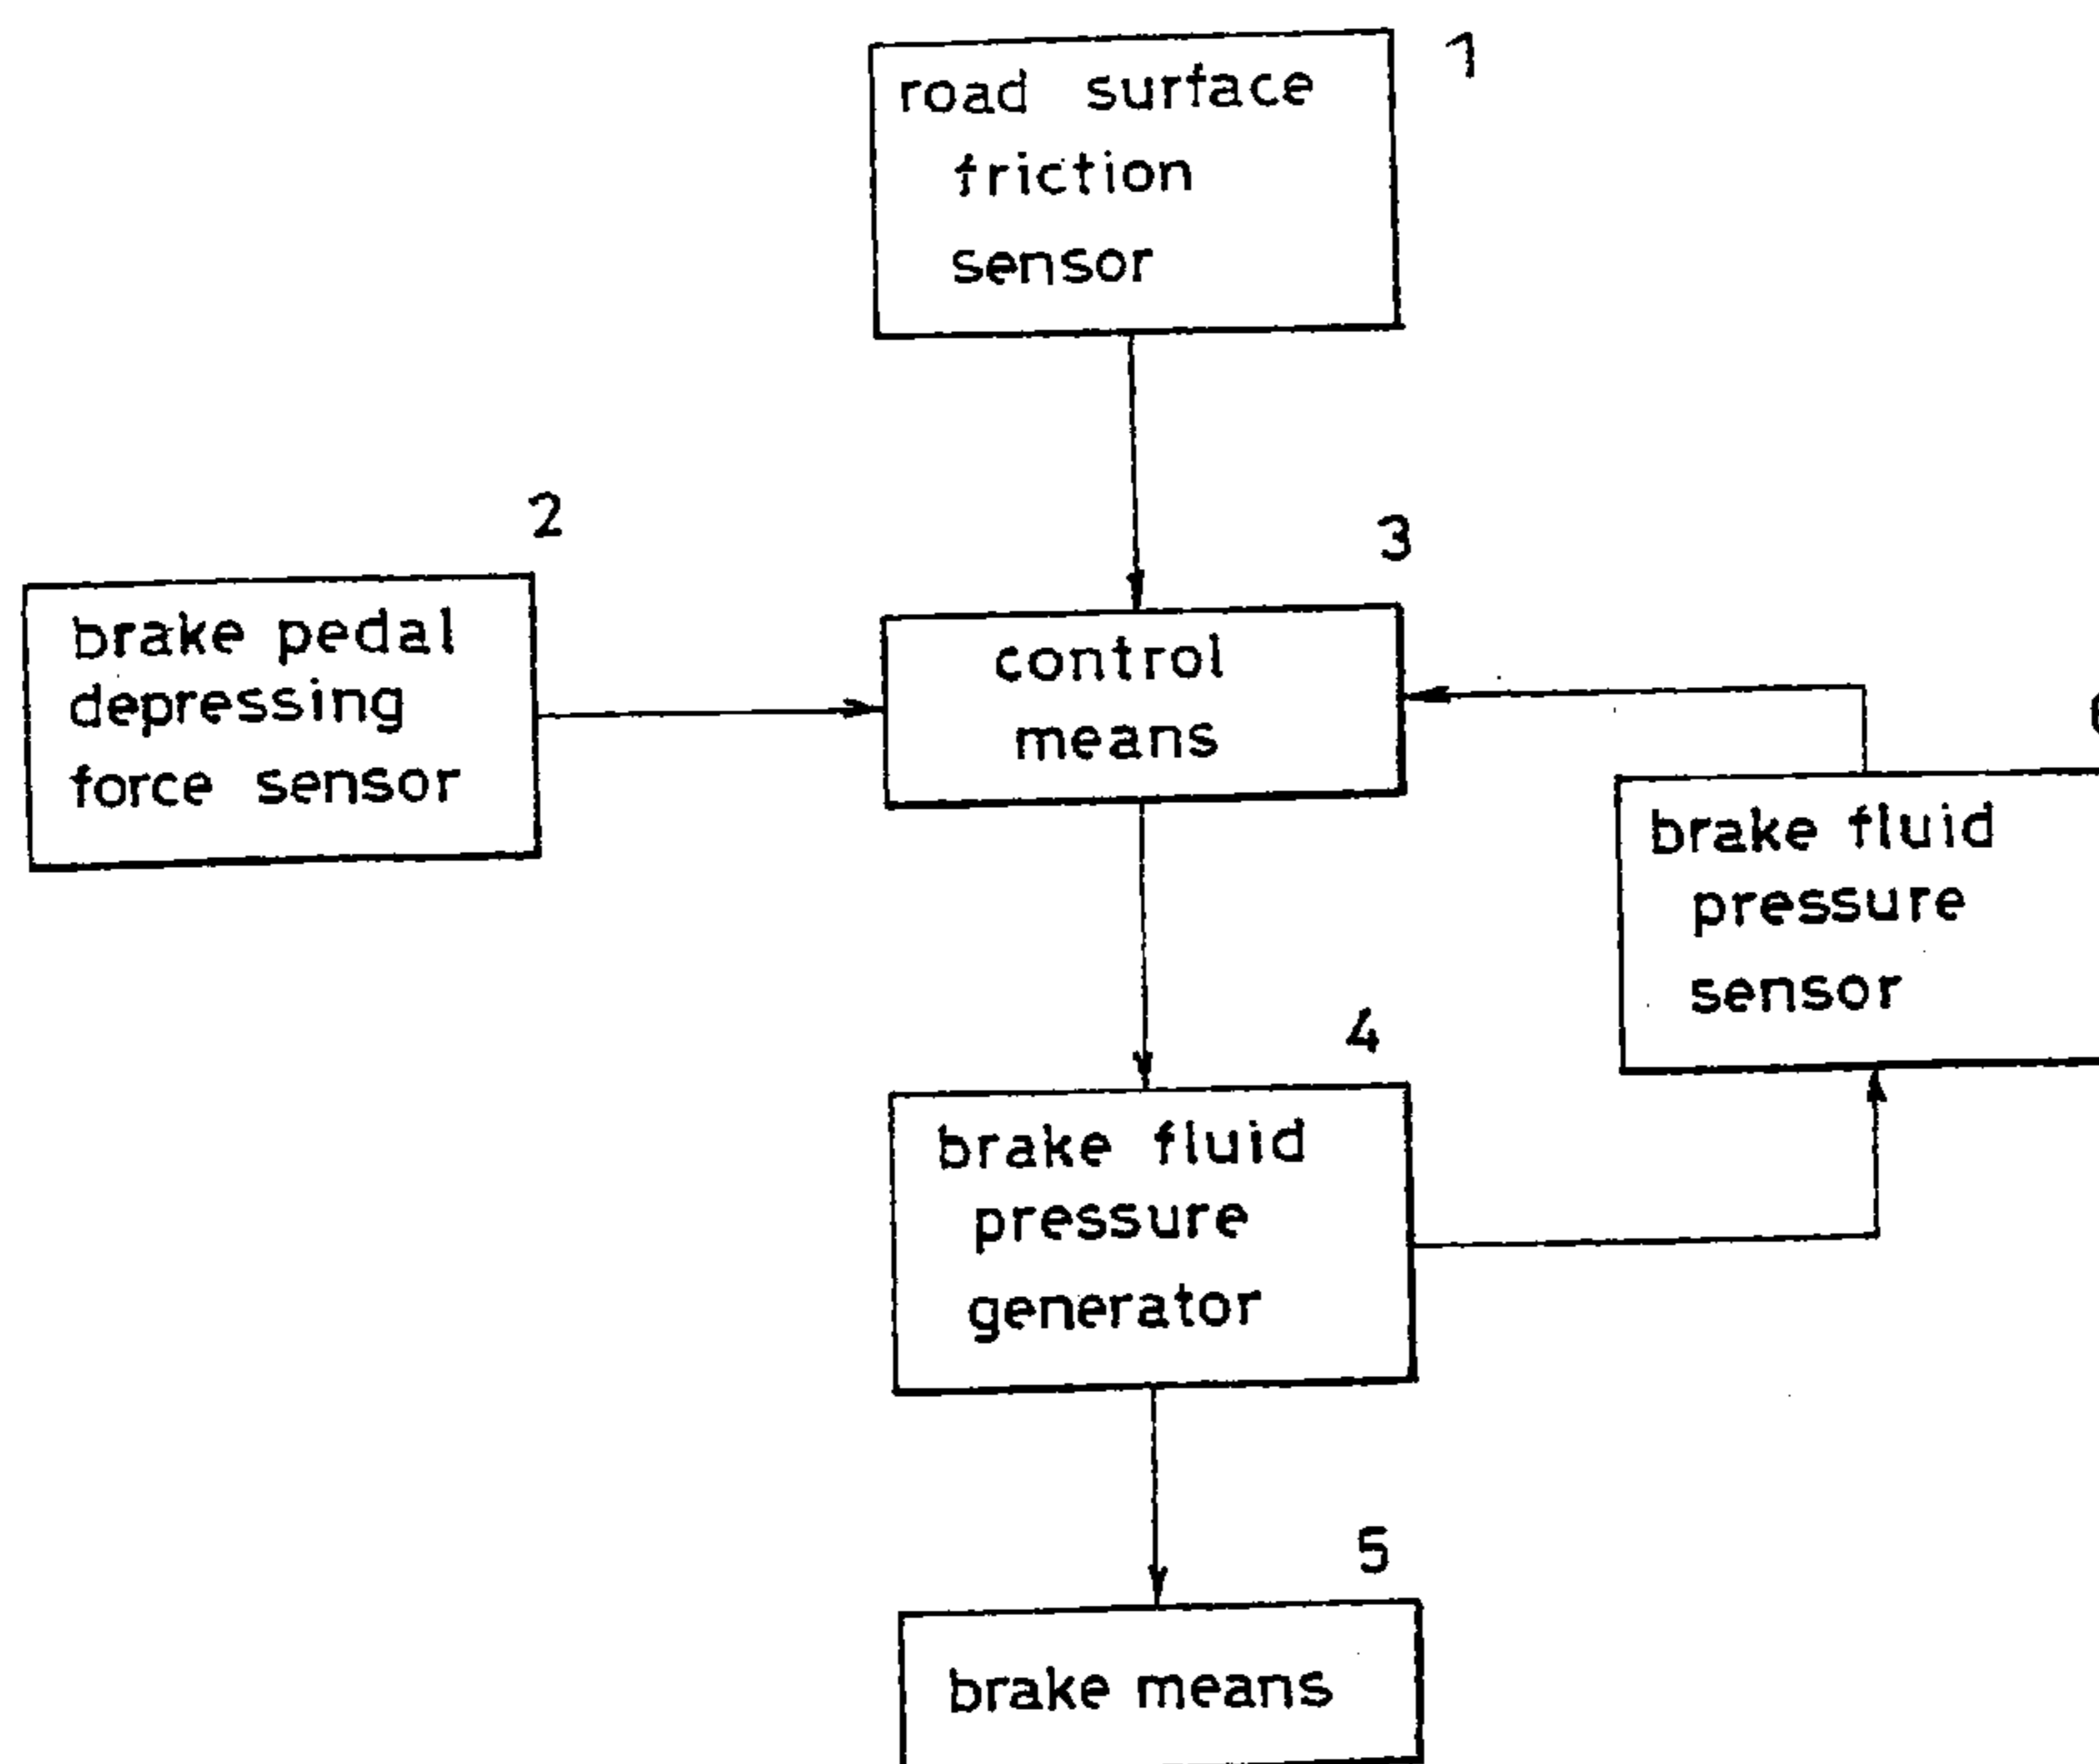 1
road surface
friction
sensor
2
brake pedal
depressing
force sensor
3
control
means
brake fluid
pressure
sensor
4
brake fluid
pressure
generator
5
brake means